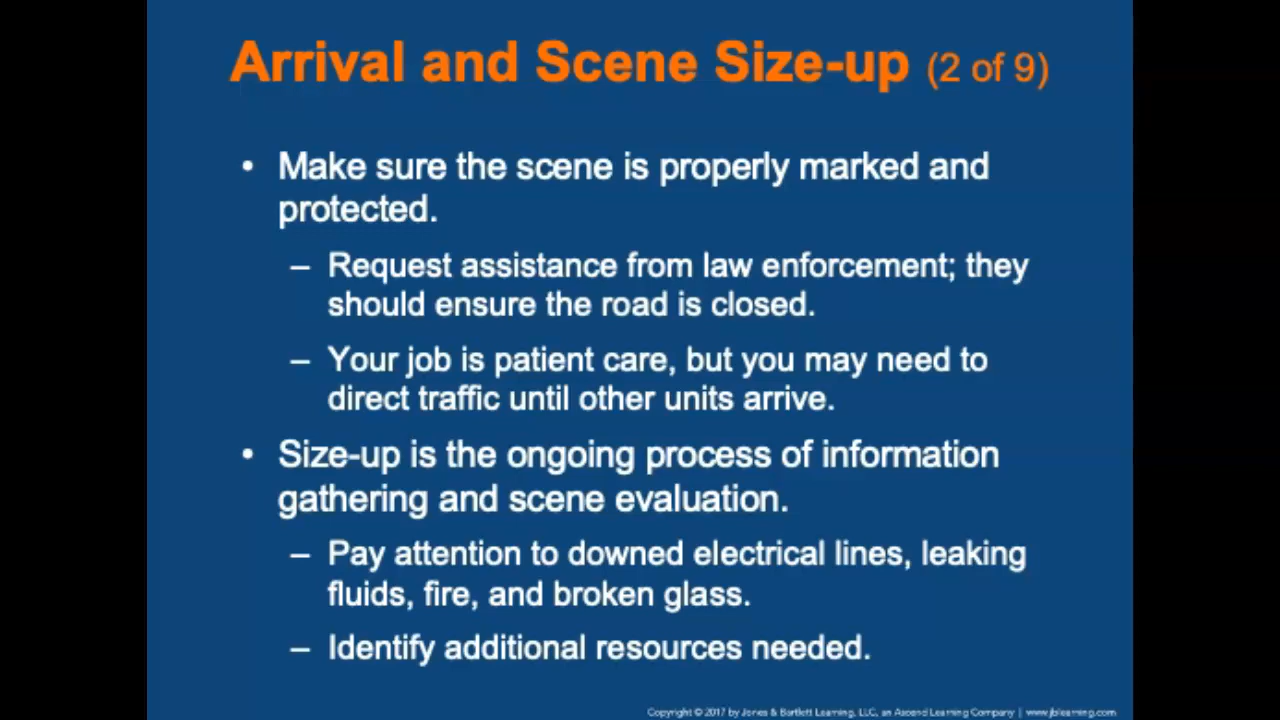 Arrival and Scene Size-up (2 of 9)
• Make sure the scene is properly marked and
protected.
– Request assistance from law enforcement; they
should ensure the road is closed.
– Your job is patient care, but you may need to
direct traffic until other units arrive.
• Size-up is the ongoing process of information
gathering and scene evaluation.
– Pay attention to downed electrical lines, leaking
fluids, fire, and broken glass.
– Identify additional resources needed.
Copyright © 2017 by Jones & Bartlett Learning, LLC, an Ascend Learning Company | www.jblearning.com